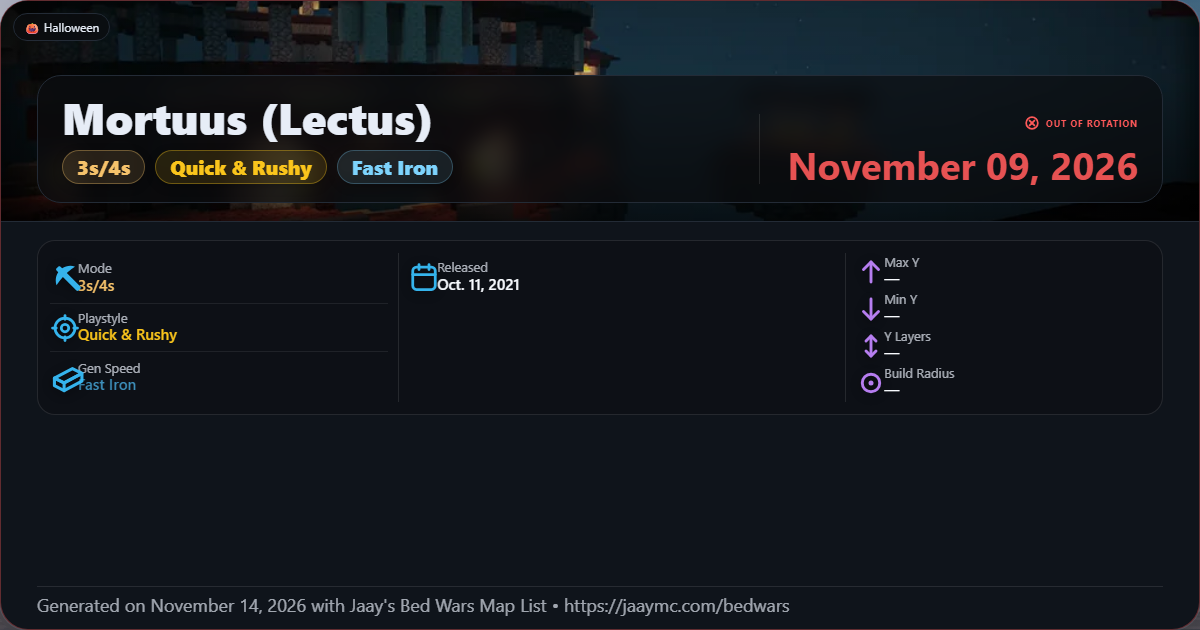 Halloween
Mortuus (Lectus)
3s/4s Quick & Rushy Fast Iron
OUT OF ROTATION
November 09, 2026
Mode
3s/4s
Playstyle
Quick & Rushy
Gen Speed
Fast Iron
Released
Oct. 11, 2021
Max Y
—
Min Y
—
Y Layers
—
Build Radius
—
Generated on November 14, 2026 with Jaay's Bed Wars Map List • https://jaaymc.com/bedwars